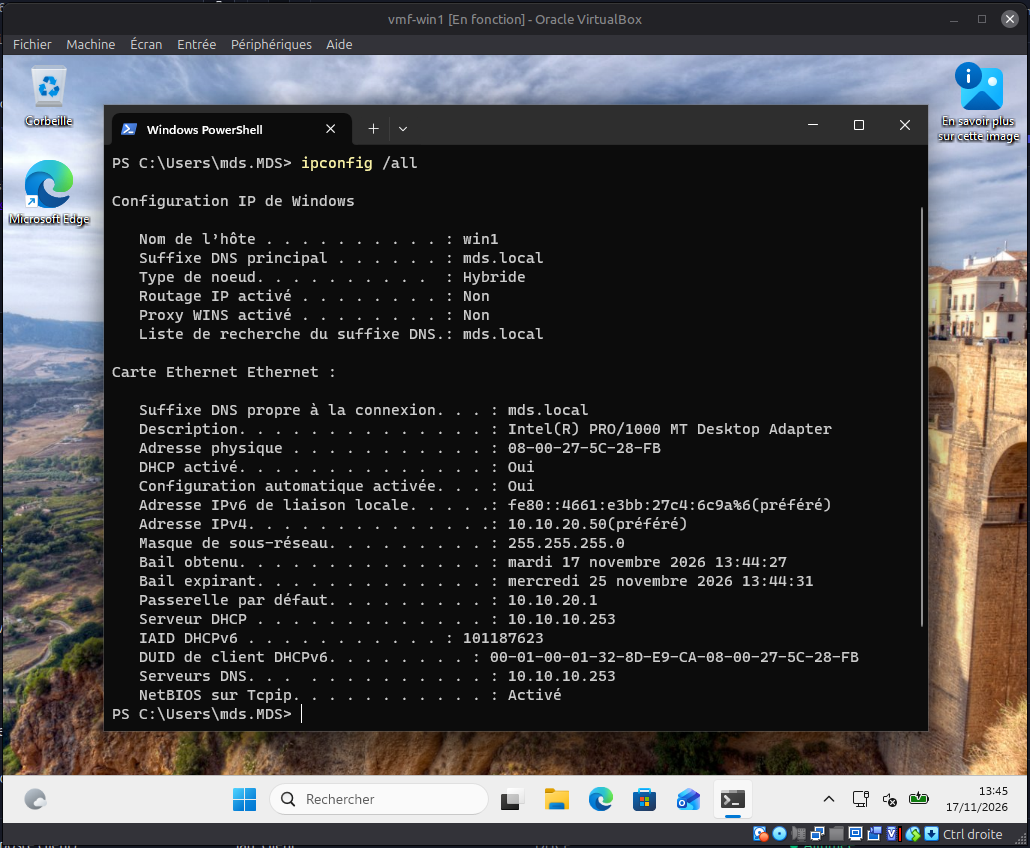 vmf-win1 [En fonction] - Oracle VirtualBox
Fichier Machine Écran Entrée Périphériques Aide
Corbeille
En savoir plus
sur cette image
Microsoft Edge
Windows PowerShell
PS C:\Users\mds.MDS> ipconfig /all
Configuration IP de Windows
Nom de l’hôte . . . . . . . . . . : win1
Suffixe DNS principal . . . . . . : mds.local
Type de noeud. . . . . . . . . .  : Hybride
Routage IP activé . . . . . . . . : Non
Proxy WINS activé . . . . . . . . : Non
Liste de recherche du suffixe DNS.: mds.local
Carte Ethernet Ethernet :
Suffixe DNS propre à la connexion. . . : mds.local
Description. . . . . . . . . . . . . . : Intel(R) PRO/1000 MT Desktop Adapter
Adresse physique . . . . . . . . . . . : 08-00-27-5C-28-FB
DHCP activé. . . . . . . . . . . . . . : Oui
Configuration automatique activée. . . : Oui
Adresse IPv6 de liaison locale. . . . .: fe80::4661:e3bb:27c4:6c9a%6(préféré)
Adresse IPv4. . . . . . . . . . . . . .: 10.10.20.50(préféré)
Masque de sous-réseau. . . . . . . . . : 255.255.255.0
Bail obtenu. . . . . . . . . . . . . . : mardi 17 novembre 2026 13:44:27
Bail expirant. . . . . . . . . . . . . : mercredi 25 novembre 2026 13:44:31
Passerelle par défaut. . . . . . . . . : 10.10.20.1
Serveur DHCP . . . . . . . . . . . . . : 10.10.10.253
IAID DHCPv6 . . . . . . . . . . . : 101187623
DUID de client DHCPv6. . . . . . . . : 00-01-00-01-32-8D-E9-CA-08-00-27-5C-28-FB
Serveurs DNS. . .  . . . . . . . . . . : 10.10.10.253
NetBIOS sur Tcpip. . . . . . . . . . . : Activé
PS C:\Users\mds.MDS>
Rechercher
13:45
17/11/2026
Ctrl droite